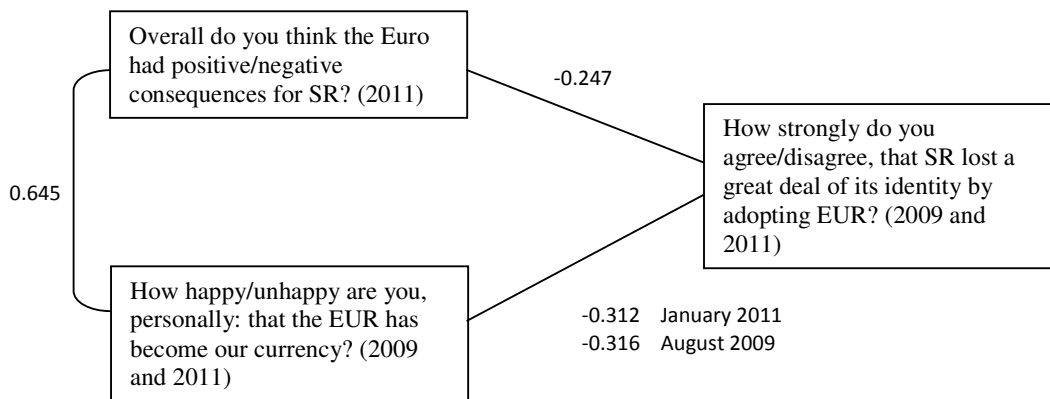 Overall do you think the Euro
had positive/negative
consequences for SR? (2011)
-0.247
How strongly do you
agree/disagree, that SR lost a
great deal of its identity by
adopting EUR? (2009 and
2011)
0.645
How happy/unhappy are you,
personally: that the EUR has
become our currency? (2009
and 2011)
-0.312 January 2011
-0.316 August 2009